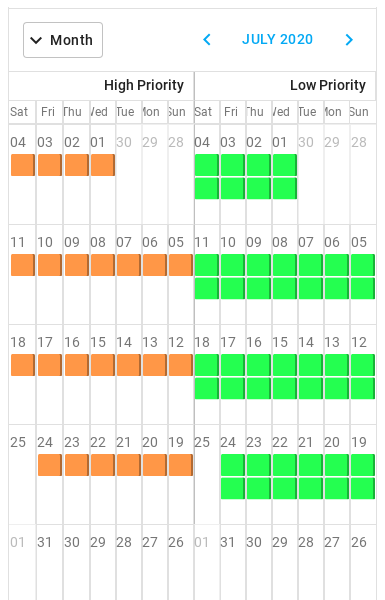 Month
JULY 2020
High Priority Low Priority
Sat Fri Thu Wed Tue Mon Sun Sat Fri Thu Wed Tue Mon Sun
04 03 02 01 30 29 28 04 03 02 01 30 29 28
11 10 09 08 07 06 05 11 10 09 08 07 06 05
18 17 16 15 14 13 12 18 17 16 15 14 13 12
25 24 23 22 21 20 19 25 24 23 22 21 20 19
01 31 30 29 28 27 26 01 31 30 29 28 27 26